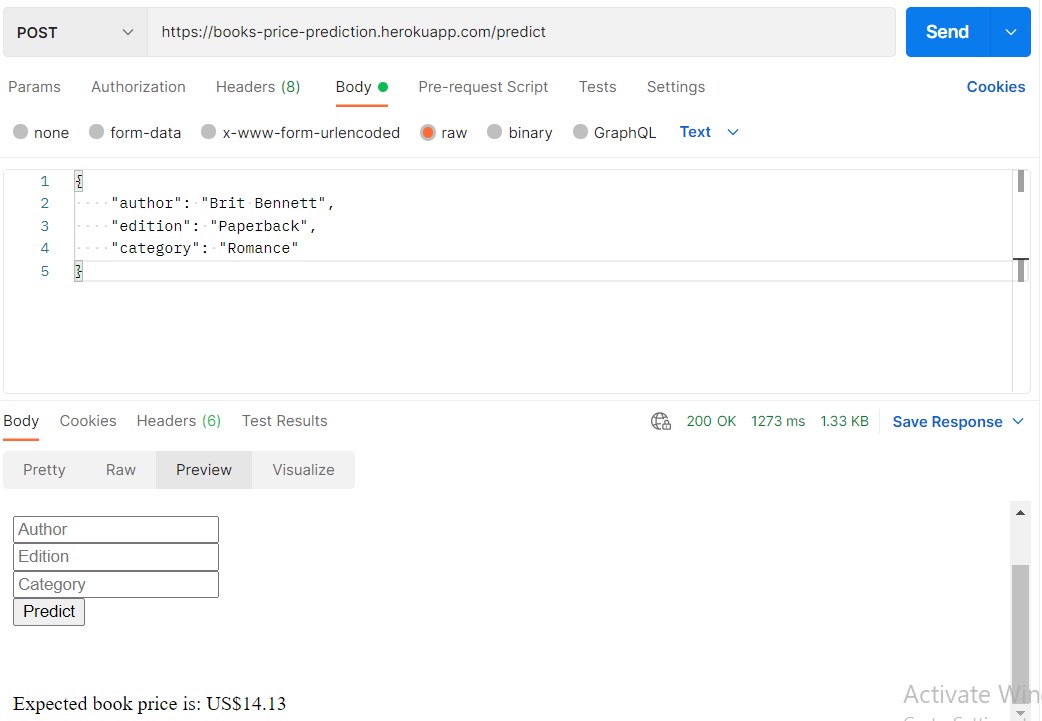 POST https://books-price-prediction.herokuapp.com/predict Send
Params Authorization Headers (8) Body Pre-request Script Tests Settings Cookies
none form-data x-www-form-urlencoded raw binary GraphQL Text
1 {
2 "author": "Brit Bennett",
3 "edition": "Paperback",
4 "category": "Romance"
5 }
Body Cookies Headers (6) Test Results 200 OK 1273 ms 1.33 KB Save Response
Pretty Raw Preview Visualize
Author
Edition
Category
Predict
Expected book price is: US$14.13
Activate Win